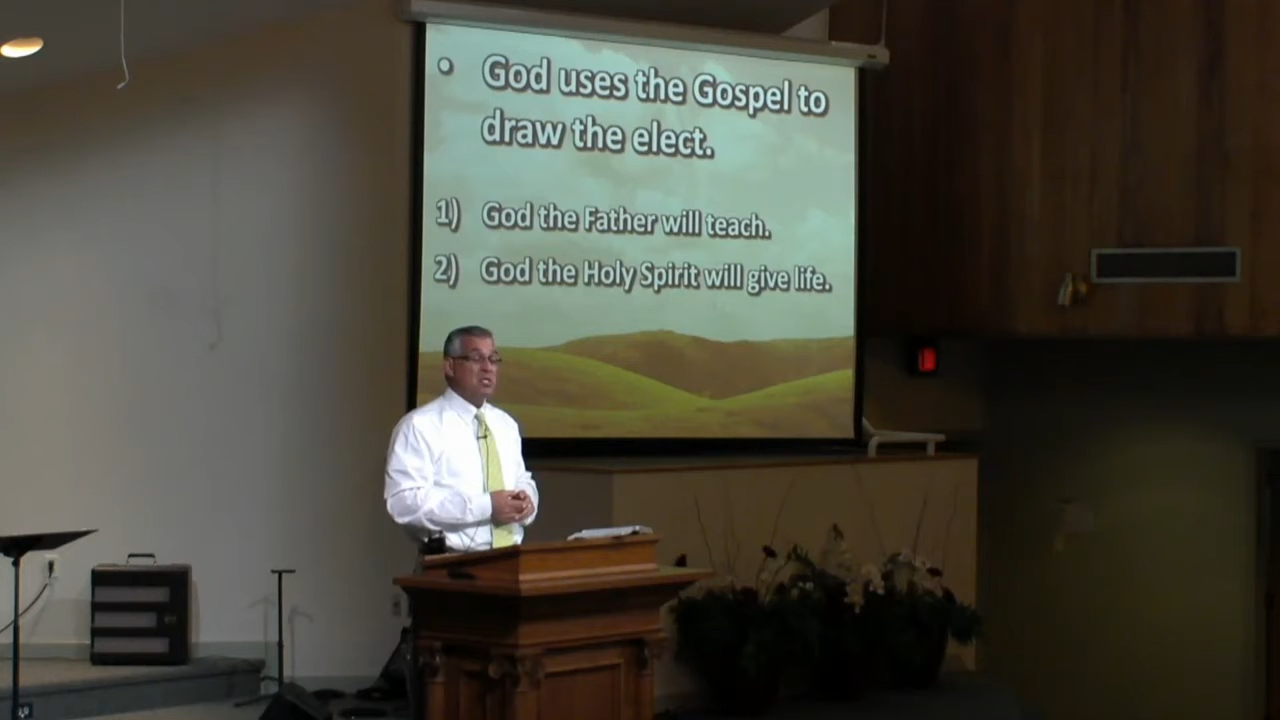 • God uses the Gospel to
draw the elect.
1) God the Father will teach.
2) God the Holy Spirit will give life.